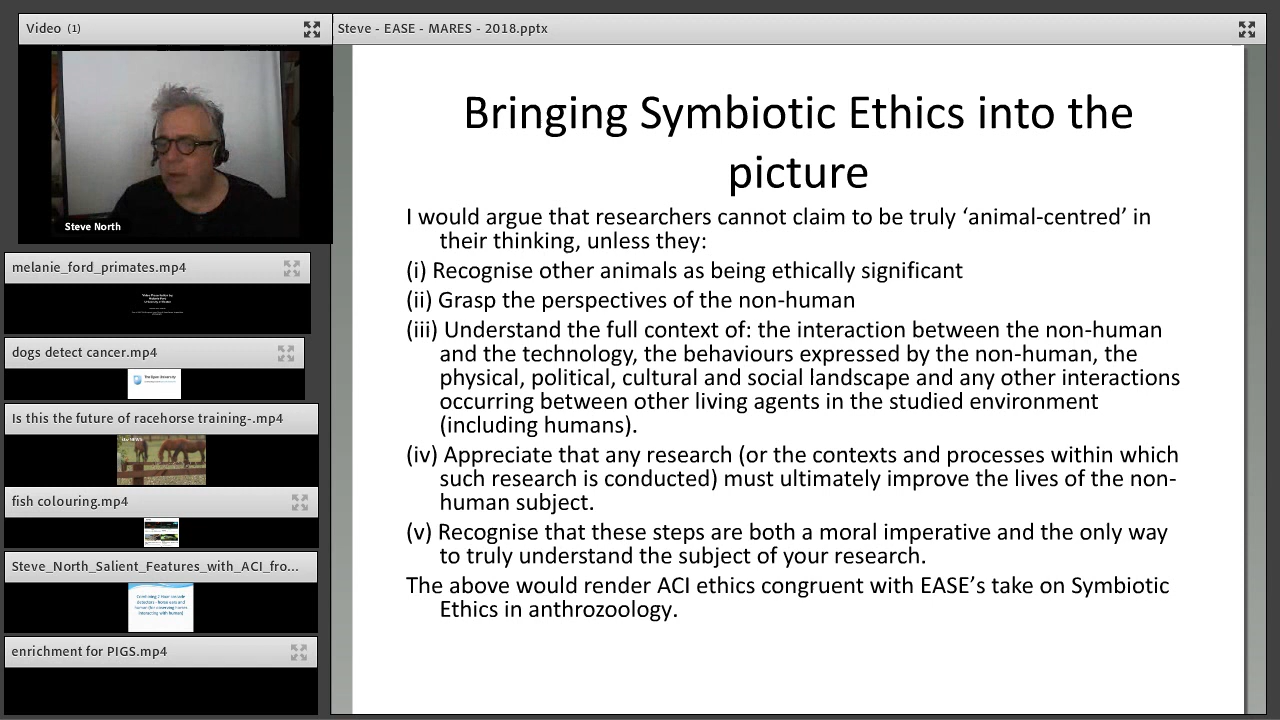 Video (1)
Steve - EASE - MARES - 2018.pptx
Steve North
melanie_ford_primates.mp4
dogs detect cancer.mp4
The Open University
Is this the future of racehorse training-.mp4
fish colouring.mp4
Steve_North_Salient_Features_with_ACI_fro...
enrichment for PIGS.mp4
Bringing Symbiotic Ethics into the
picture
I would argue that researchers cannot claim to be truly ‘animal-centred’ in
their thinking, unless they:
(i) Recognise other animals as being ethically significant
(ii) Grasp the perspectives of the non-human
(iii) Understand the full context of: the interaction between the non-human
and the technology, the behaviours expressed by the non-human, the
physical, political, cultural and social landscape and any other interactions
occurring between other living agents in the studied environment
(including humans).
(iv) Appreciate that any research (or the contexts and processes within which
such research is conducted) must ultimately improve the lives of the non-
human subject.
(v) Recognise that these steps are both a moral imperative and the only way
to truly understand the subject of your research.
The above would render ACI ethics congruent with EASE’s take on Symbiotic
Ethics in anthrozoology.